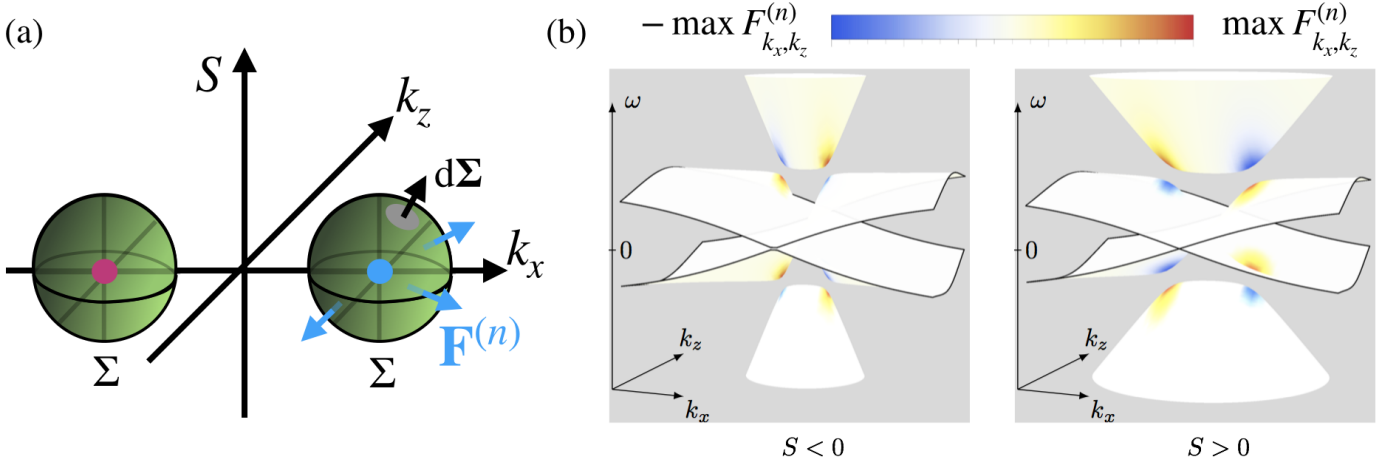 (a)
S
k_z
dΣ
k_x
F^{(n)}
Σ
Σ
(b)
− max F^{(n)}_{k_x,k_z}
max F^{(n)}_{k_x,k_z}
ω
0
k_z
k_x
S < 0
ω
0
k_z
k_x
S > 0